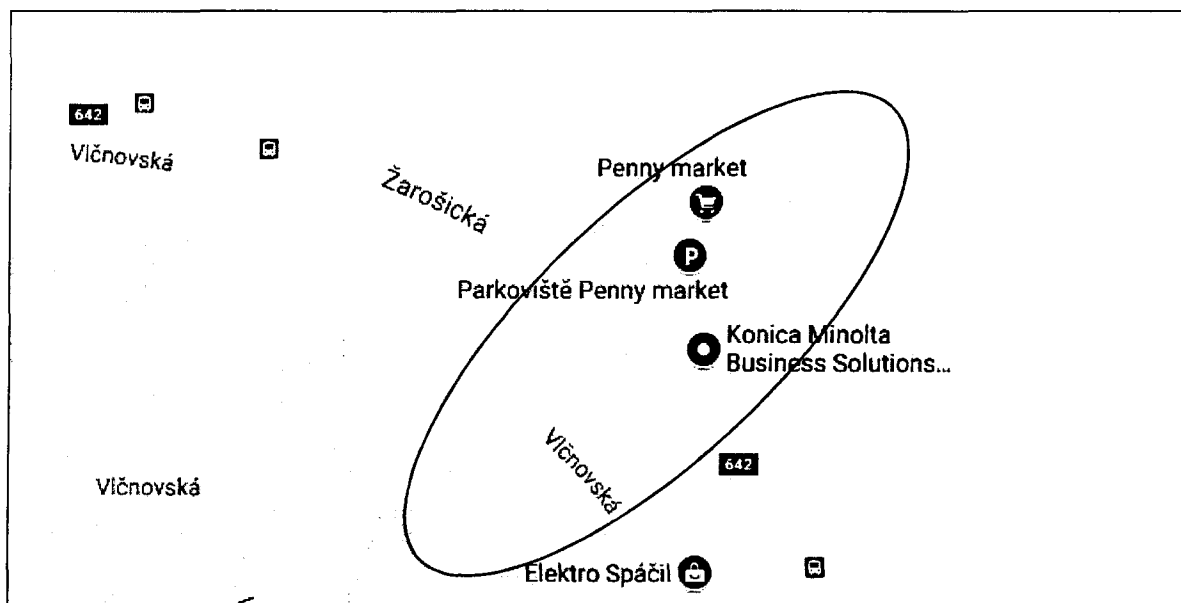 642
Vlčnovská
Žarošická
Penny market
P
Parkoviště Penny market
Konica Minolta
Business Solutions...
Vlčnovská
642
Vlčnovská
Elektro Spáčil